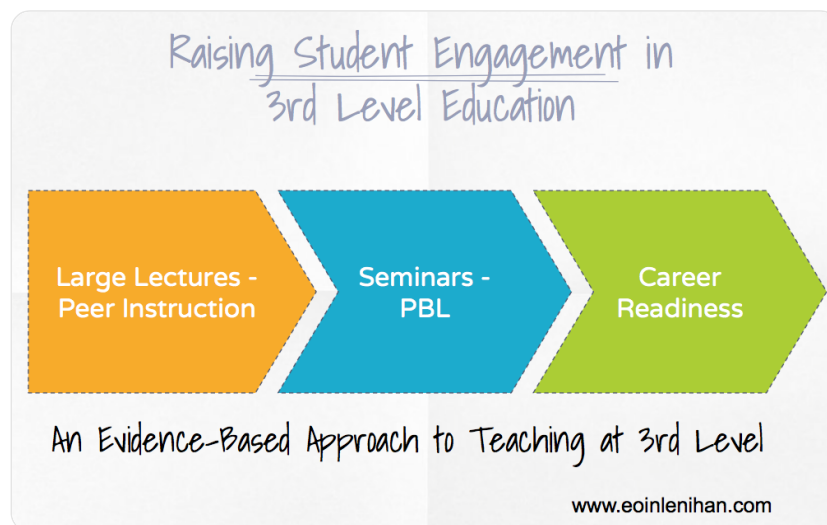 Raising Student Engagement in
3rd Level Education
Large Lectures -
Peer Instruction
Seminars -
PBL
Career
Readiness
An Evidence-Based Approach to Teaching at 3rd Level
www.eoinlenihan.com